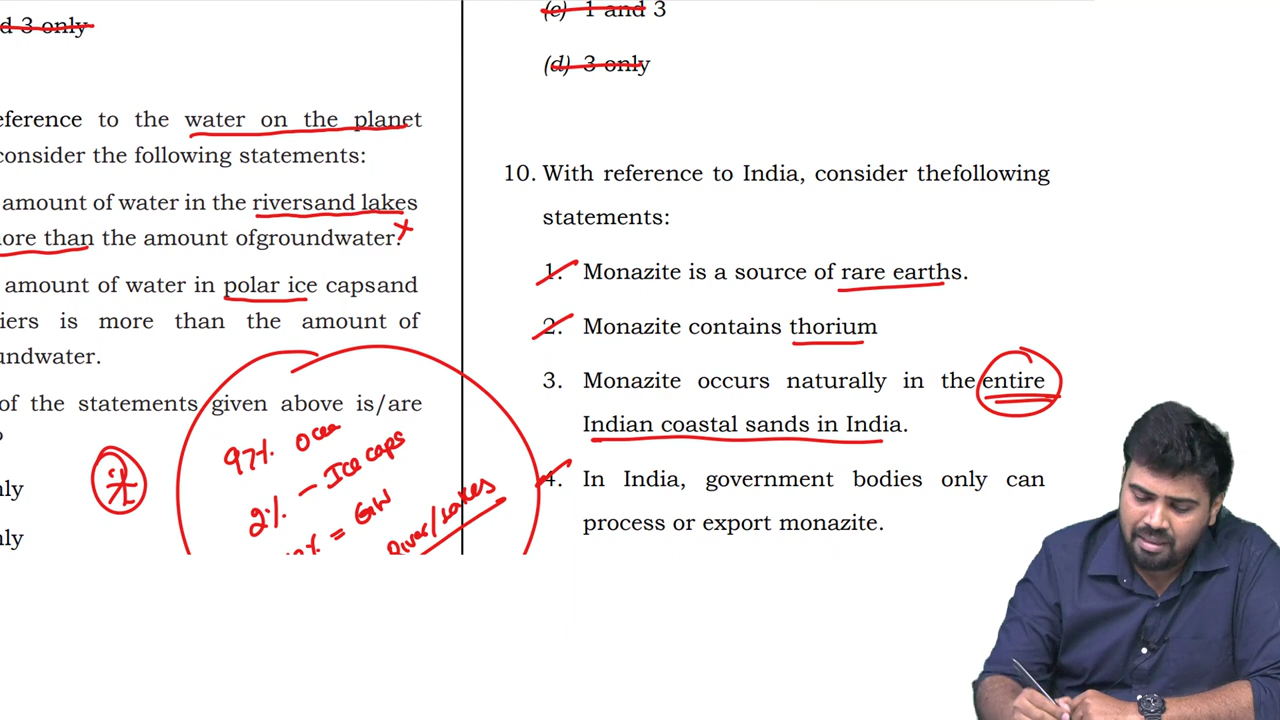 d 3 only
eference to the water on the planet
consider the following statements:
amount of water in the riversand lakes
ore than the amount ofgroundwater.
amount of water in polar ice capsand
iers is more than the amount of
undwater.
of the statements given above is/are
?
nly
nly
97% Ocean
2% - Ice caps
% = GW
River/Lakes
(c) 1 and 3
(d) 3 only
10. With reference to India, consider thefollowing
statements:
1. Monazite is a source of rare earths.
2. Monazite contains thorium
3. Monazite occurs naturally in the entire
Indian coastal sands in India.
4. In India, government bodies only can
process or export monazite.